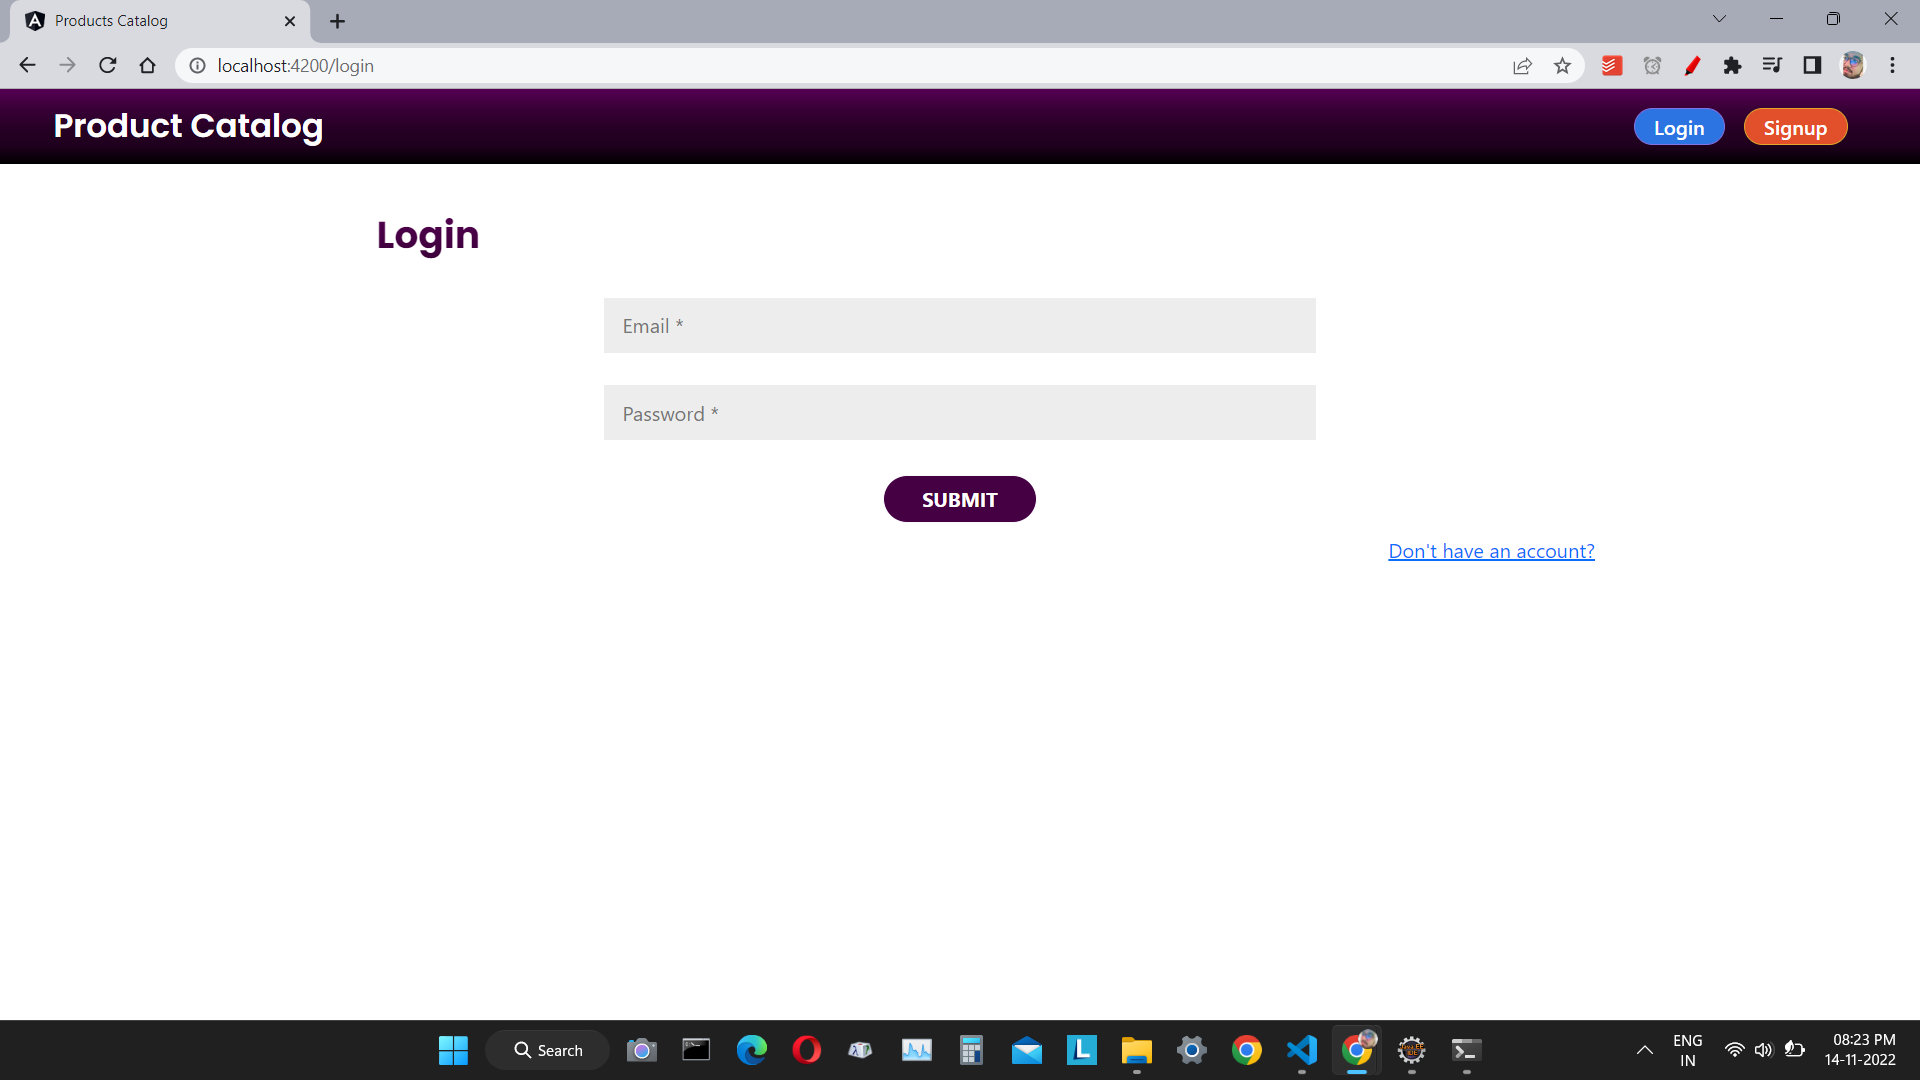 Products Catalog
localhost:4200/login
Product Catalog
Login
Signup
Login
Email *
Password *
SUBMIT
Don't have an account?
Search
ENG
IN
08:23 PM
14-11-2022